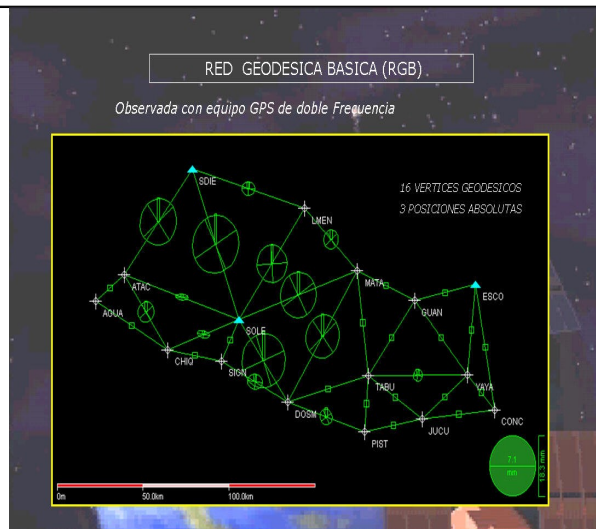 RED GEODESICA BASICA (RGB)
Observada con equipo GPS de doble Frecuencia
16 VERTICES GEODESICOS
3 POSICIONES ABSOLUTAS
SDIE
LMEN
MATA
ATAC
AGUA
ESCO
GUAN
SOLE
CHIQ
SIGN
TABU
YAYA
DOSM
CONC
JUCU
PIST
7.1
mm
18.3 mm
0m 50.0km 100.0km